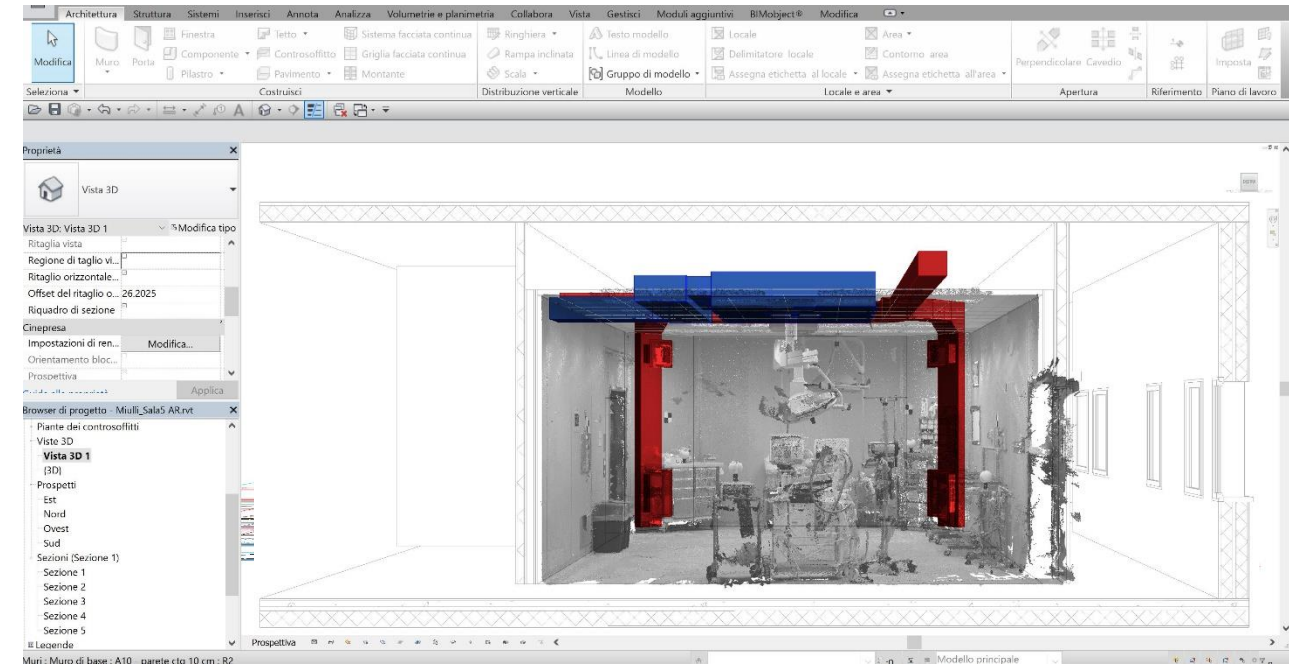 Architettura Struttura Sistemi Inserisci Annota Analizza Volumetrie e planimetria Collabora Vista Gestisci Moduli aggiuntivi BIMobject® Modifica
Modifica
Muro
Porta
Finestra
Componente
Pilastro
Tetto
Controsoffitto
Pavimento
Sistema facciata continua
Griglia facciata continua
Montante
Ringhiera
Rampa inclinata
Scala
Testo modello
Linea di modello
Gruppo di modello
Locale
Delimitatore locale
Assegna etichetta al locale
Area
Contorno area
Assegna etichetta all'area
Perpendicolare Cavedio
Imposta
Seleziona Costruisci Distribuzione verticale Modello Locale e area Apertura Riferimento Piano di lavoro
Proprietà
Vista 3D
Vista 3D: Vista 3D 1 Modifica tipo
Ritaglia vista
Regione di taglio vi...
Ritaglio orizzontale...
Offset del ritaglio o... 26.2025
Riquadro di sezione
Cinepresa
Impostazioni di ren... Modifica...
Orientamento bloc...
Prospettiva
Guida alle proprietà Applica
Browser di progetto - Miulli_Sala5 AR.rvt
Piante dei controsoffitti
Viste 3D
Vista 3D 1
{3D}
Prospetti
Est
Nord
Ovest
Sud
Sezioni (Sezione 1)
Sezione 1
Sezione 2
Sezione 3
Sezione 4
Sezione 5
Legende
Prospettiva
Muri : Muro di base : A10_ parete ctg 10 cm : R2
Modello principale